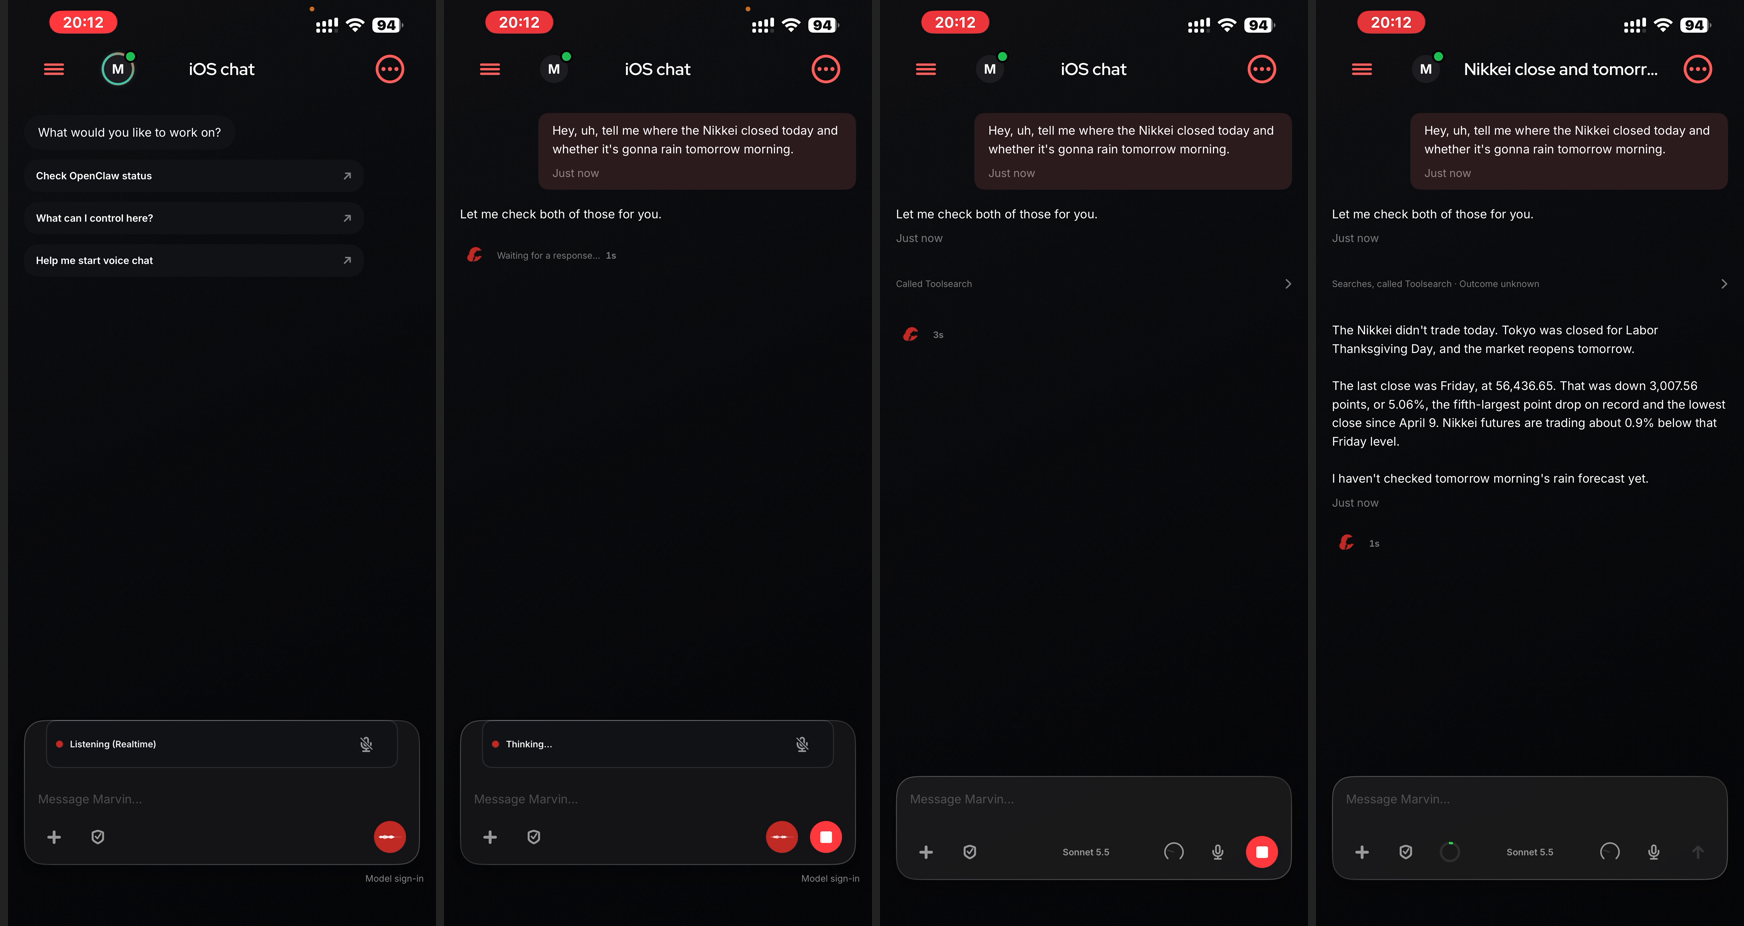 20:12
94
M
iOS chat
What would you like to work on?
Check OpenClaw status
What can I control here?
Help me start voice chat
Listening (Realtime)
Message Marvin...
Model sign-in
20:12
94
M
iOS chat
Hey, uh, tell me where the Nikkei closed today and
whether it's gonna rain tomorrow morning.
Just now
Let me check both of those for you.
Waiting for a response... 1s
Thinking...
Message Marvin...
Model sign-in
20:12
94
M
iOS chat
Hey, uh, tell me where the Nikkei closed today and
whether it's gonna rain tomorrow morning.
Just now
Let me check both of those for you.
Just now
Called Toolsearch
3s
Message Marvin...
Sonnet 5.5
20:12
94
M
Nikkei close and tomorr...
Hey, uh, tell me where the Nikkei closed today and
whether it's gonna rain tomorrow morning.
Just now
Let me check both of those for you.
Just now
Searches, called Toolsearch · Outcome unknown
The Nikkei didn't trade today. Tokyo was closed for Labor
Thanksgiving Day, and the market reopens tomorrow.
The last close was Friday, at 56,436.65. That was down 3,007.56
points, or 5.06%, the fifth-largest point drop on record and the lowest
close since April 9. Nikkei futures are trading about 0.9% below that
Friday level.
I haven't checked tomorrow morning's rain forecast yet.
Just now
1s
Message Marvin...
Sonnet 5.5